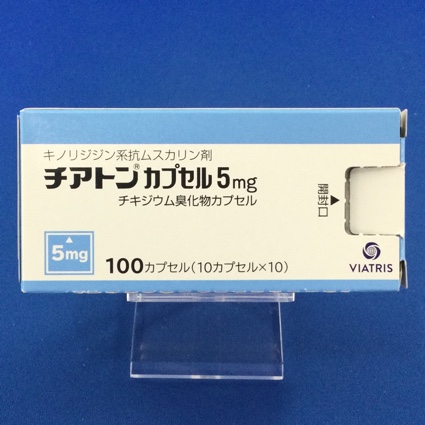 キノリジジン系抗ムスカリン剤
チアトン®カプセル5mg
チキジウム臭化物カプセル
開封口
5mg
100カプセル(10カプセル×10)
VIATRIS